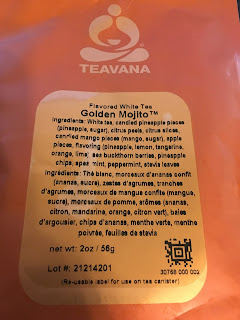 TEAVANA
Flavored White Tea
Golden Mojito™
Ingredients: White tea, candied pineapple pieces
(pineapple, sugar), citrus peels, citrus slices,
candied mango pieces (mango, sugar), apple
pieces, flavoring (pineapple, lemon, tangerine,
orange, lime), sea buckthorn berries, pineapple
chips, spearmint, peppermint, stevia leaves
Ingrédients: Thé blanc, morceaux d'ananas confit
(ananas, sucre), zestes d'agrumes, tranches
d'agrumes, morceaux de mangue confite (mangue,
sucre), morceaux de pomme, arômes (ananas,
citron, mandarine, orange, citron vert), baies
d'argousier, chips d'ananas, menthe verte, menthe
poivrée, feuilles de stevia
net wt: 2oz / 56g
Lot #: 21214201
30768 000 002
(Re-usable label for use on tea canister)